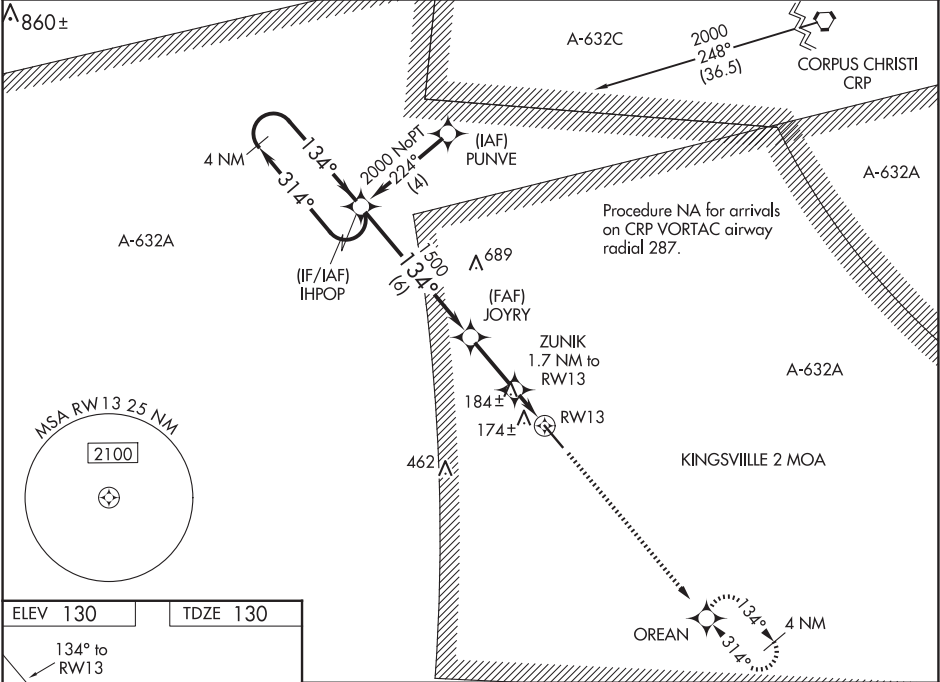 860±
A-632C
2000
248°
(36.5)
CORPUS CHRISTI
CRP
4 NM
134°
314°
2000 NoPT
224°
(4)
(IAF)
PUNVE
A-632A
A-632A
Procedure NA for arrivals
on CRP VORTAC airway
radial 287.
(IF/IAF)
IHPOP
1500
134°
(6)
689
(FAF)
JOYRY
ZUNIK
1.7 NM to
RW13
A-632A
184±
174±
RW13
MSA RW13 25 NM
2100
462
KINGSVIILLE 2 MOA
OREAN
134°
314°
4 NM
ELEV 130
TDZE 130
134° to
RW13